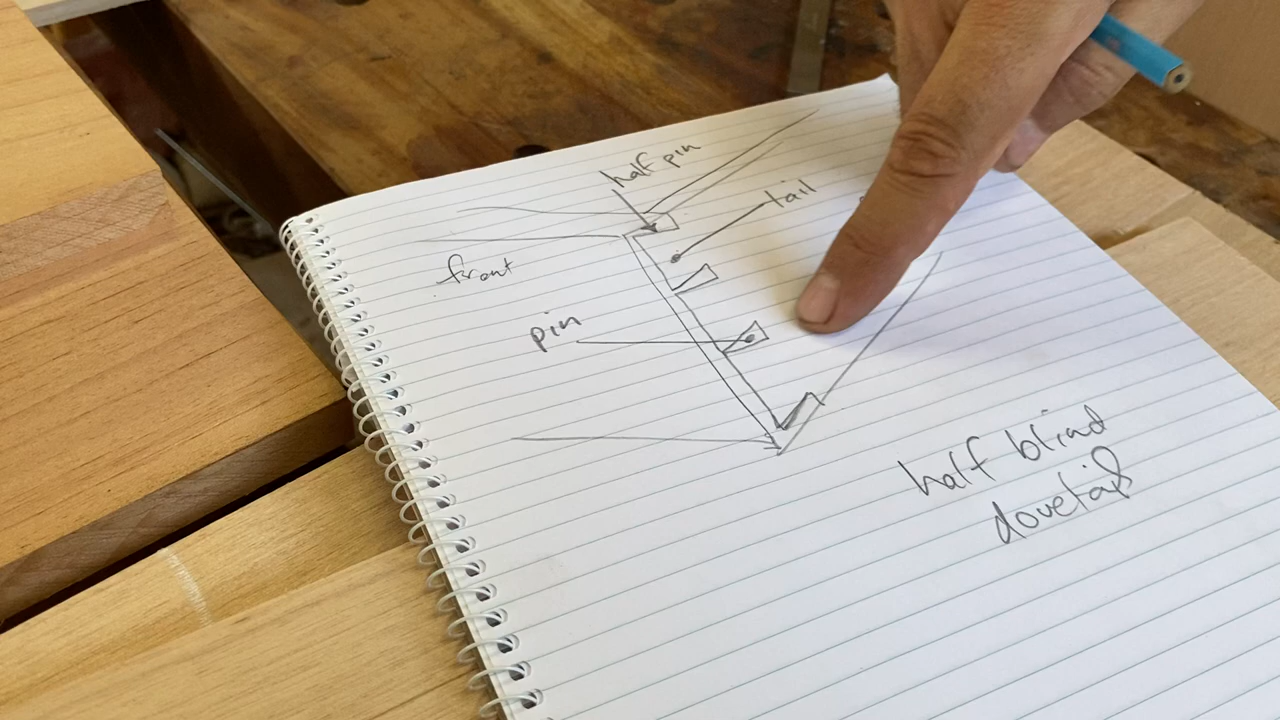 half pin
tail
front
pin
half blind
dovetails